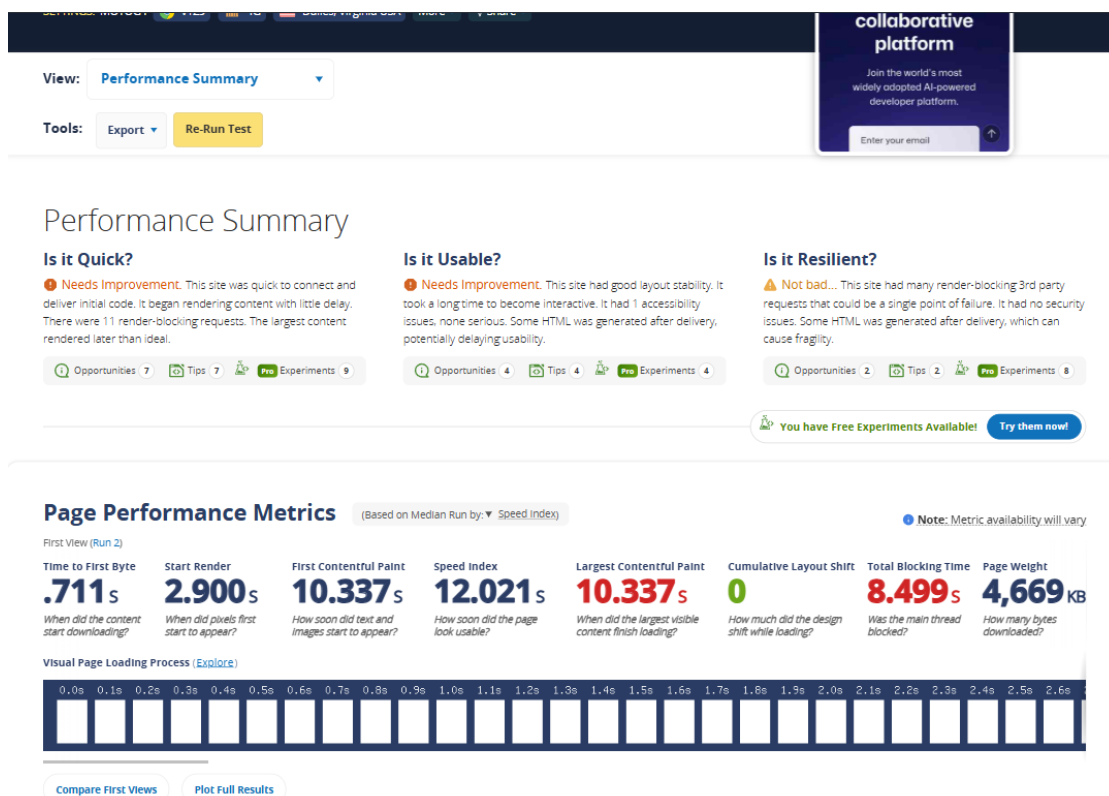 collaborative
platform
Join the world's most
widely adopted AI-powered
developer platform.
Enter your email
View: Performance Summary
Tools: Export Re-Run Test
Performance Summary
Is it Quick?
Needs Improvement. This site was quick to connect and
deliver initial code. It began rendering content with little delay.
There were 11 render-blocking requests. The largest content
rendered later than ideal.
Opportunities 7 Tips 7 Pro Experiments 9
Is it Usable?
Needs Improvement. This site had good layout stability. It
took a long time to become interactive. It had 1 accessibility
issues, none serious. Some HTML was generated after delivery,
potentially delaying usability.
Opportunities 4 Tips 4 Pro Experiments 4
Is it Resilient?
Not bad... This site had many render-blocking 3rd party
requests that could be a single point of failure. It had no security
issues. Some HTML was generated after delivery, which can
cause fragility.
Opportunities 2 Tips 2 Pro Experiments 8
You have Free Experiments Available! Try them now!
Page Performance Metrics (Based on Median Run by: Speed Index)
Note: Metric availability will vary
First View (Run 2)
Time to First Byte
.711s
When did the content
start downloading?
Start Render
2.900s
When did pixels first
start to appear?
First Contentful Paint
10.337s
How soon did text and
images start to appear?
Speed Index
12.021s
How soon did the page
look usable?
Largest Contentful Paint
10.337s
When did the largest visible
content finish loading?
Cumulative Layout Shift
0
How much did the design
shift while loading?
Total Blocking Time
8.499s
Was the main thread
blocked?
Page Weight
4,669KB
How many bytes
downloaded?
Visual Page Loading Process (Explore)
0.0s 0.1s 0.2s 0.3s 0.4s 0.5s 0.6s 0.7s 0.8s 0.9s 1.0s 1.1s 1.2s 1.3s 1.4s 1.5s 1.6s 1.7s 1.8s 1.9s 2.0s 2.1s 2.2s 2.3s 2.4s 2.5s 2.6s
Compare First Views Plot Full Results